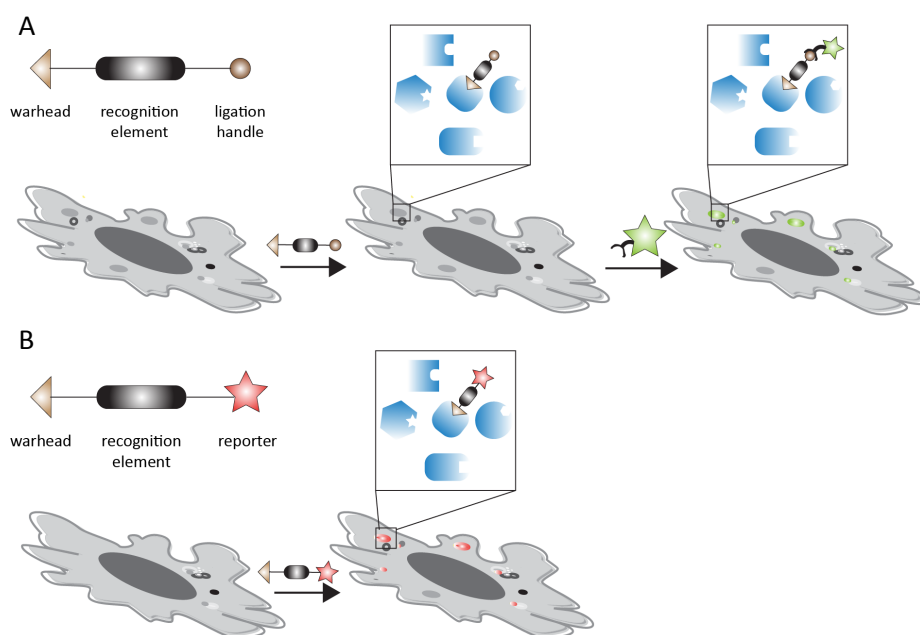 A
warhead
recognition
element
ligation
handle
B
warhead
recognition
element
reporter